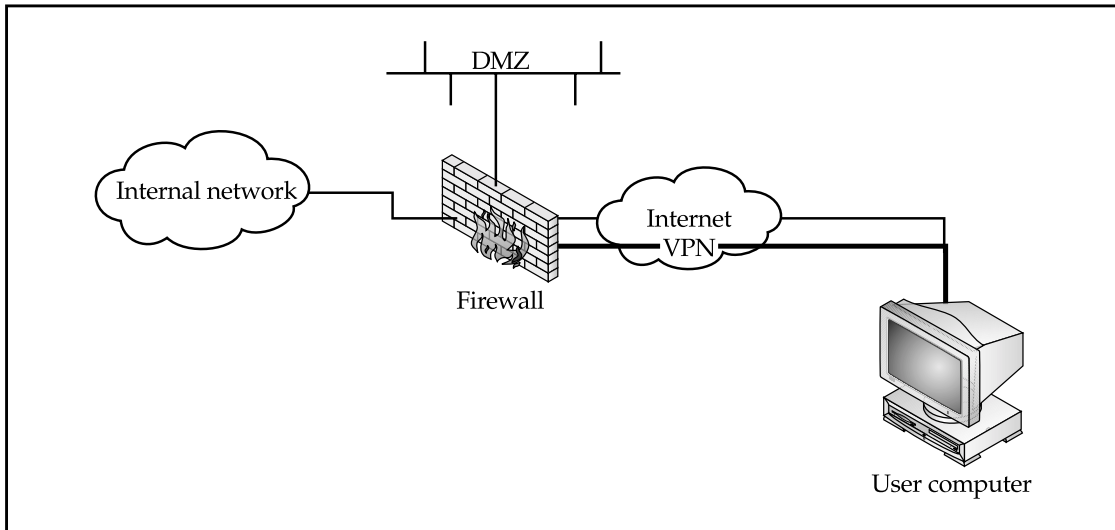 DMZ
Internal network
Internet
VPN
Firewall
User computer